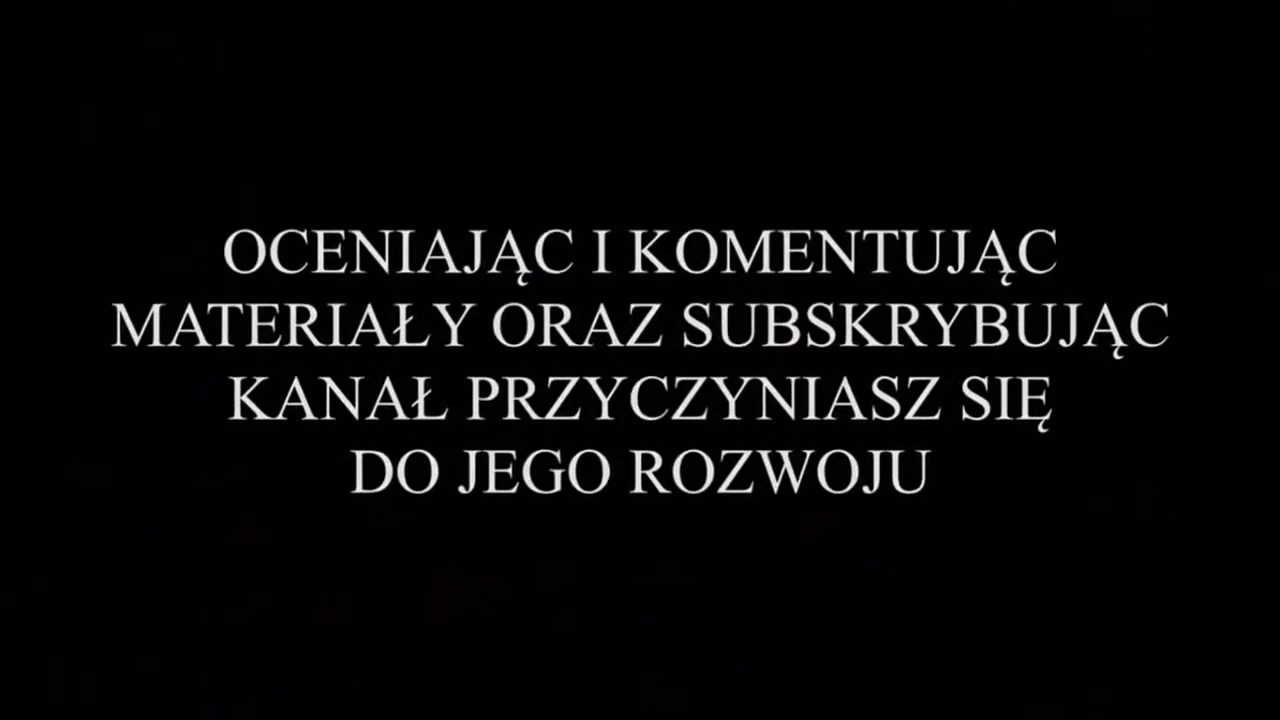 OCENIAJĄC I KOMENTUJĄC
MATERIAŁY ORAZ SUBSKRYBUJĄC
KANAŁ PRZYCZYNIASZ SIĘ
DO JEGO ROZWOJU